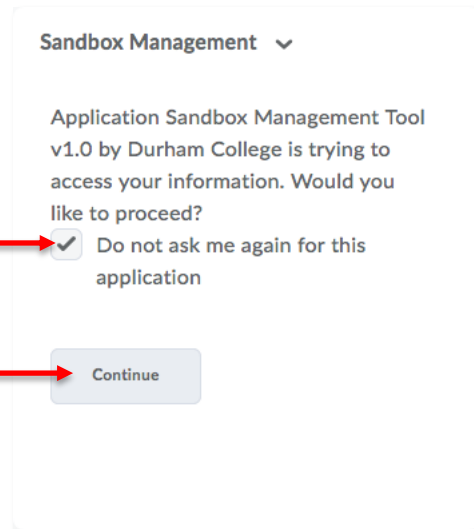 Sandbox Management
Application Sandbox Management Tool
v1.0 by Durham College is trying to
access your information. Would you
like to proceed?
Do not ask me again for this
application
Continue